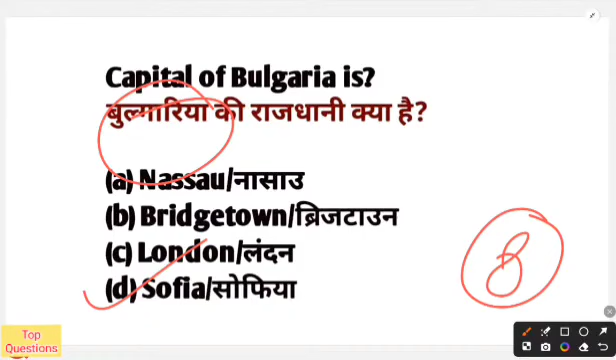 Capital of Bulgaria is?
बुल्गारिया की राजधानी क्या है?
(a) Nassau/नासाउ
(b) Bridgetown/ब्रिजटाउन
(c) London/लंदन
(d) Sofia/सोफिया
B
Top
Questions